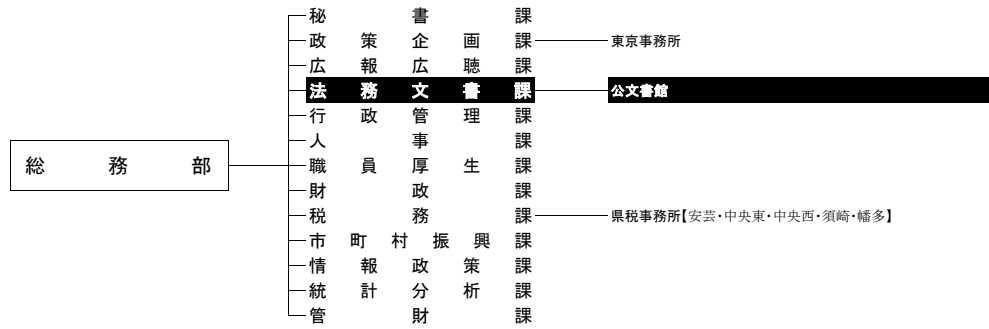 秘書課
政策企画課 東京事務所
広報広聴課
法務文書課 公文書館
行政管理課
人事課
総務部 職員厚生課
財政課
税務課 県税事務所【安芸・中央東・中央西・須崎・幡多】
市町村振興課
情報政策課
統計分析課
管財課